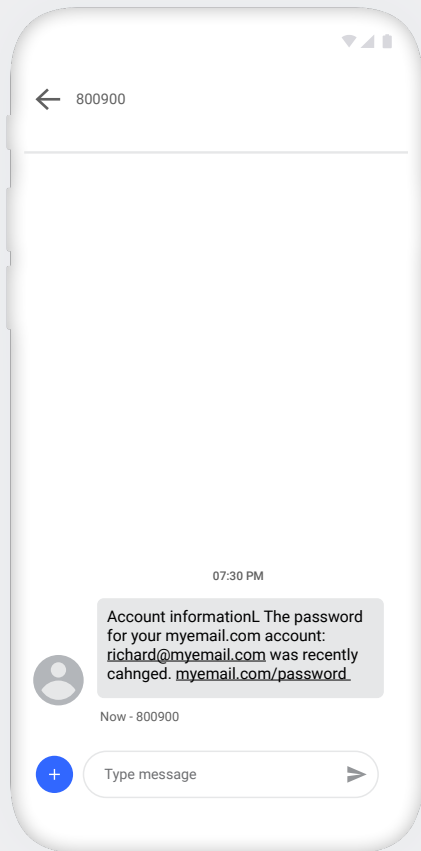 800900
07:30 PM
Account informationL The password
for your myemail.com account:
richard@myemail.com was recently
cahnged. myemail.com/password
Now - 800900
Type message